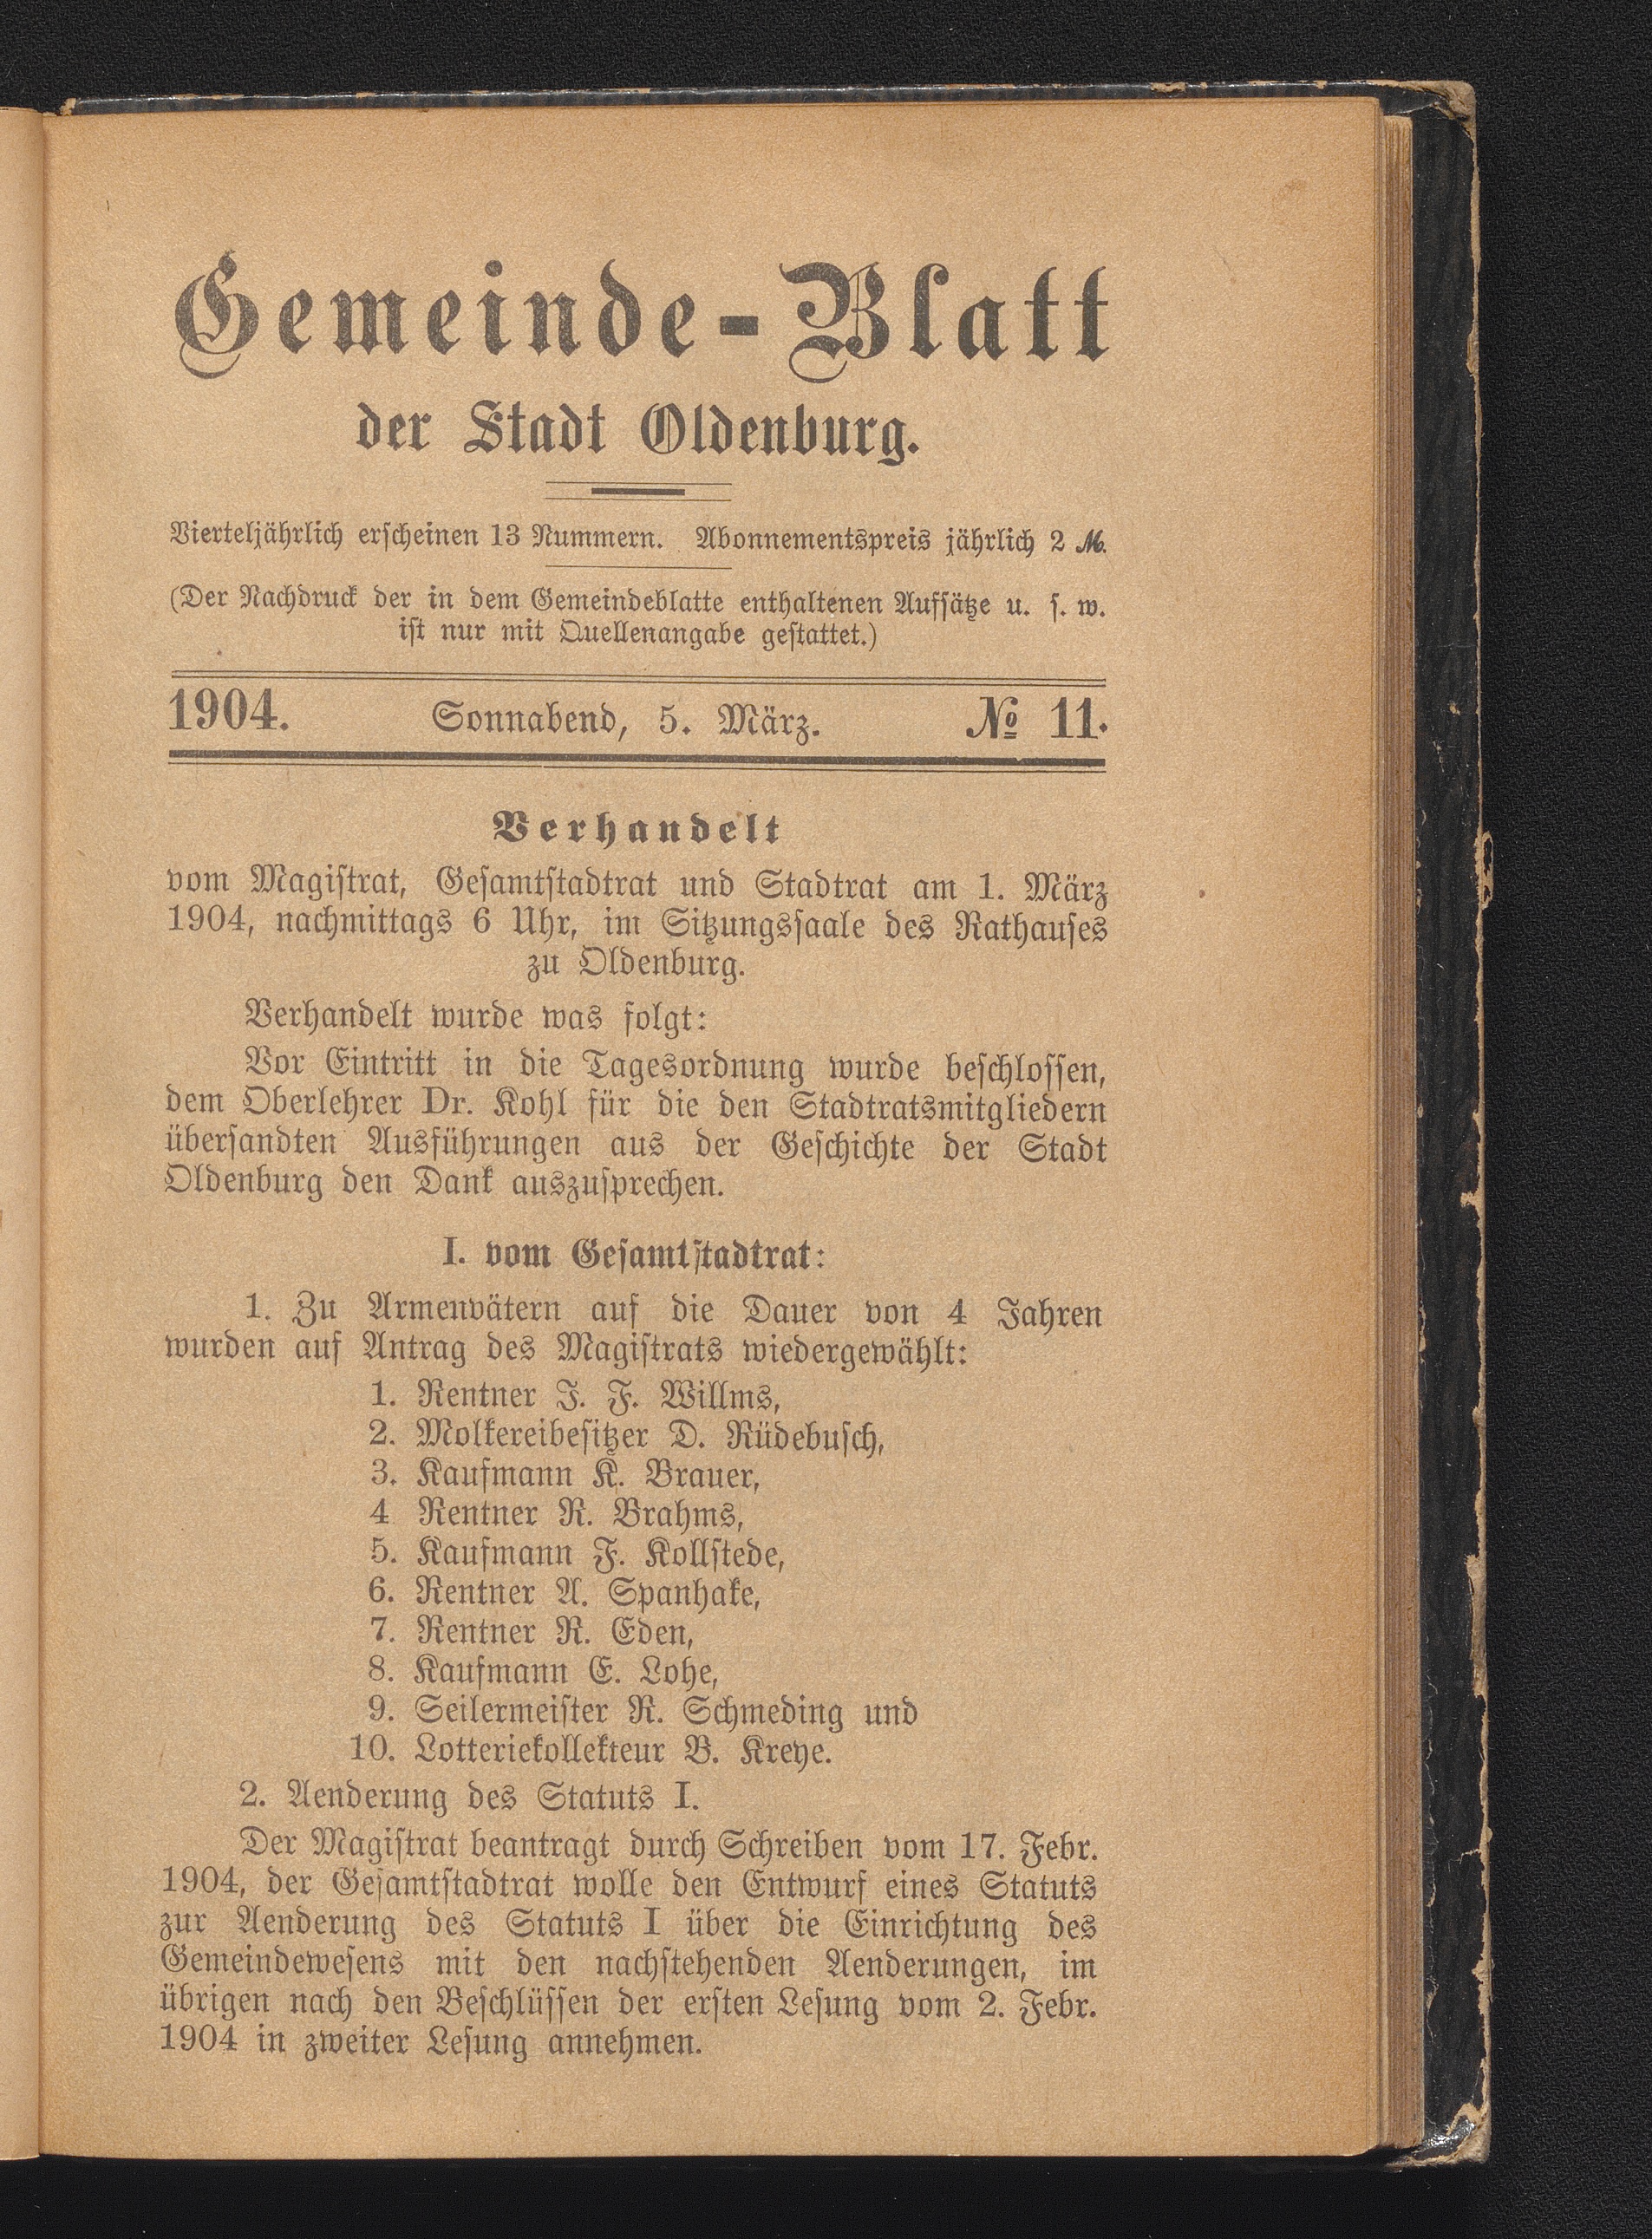 Gemeinde-Blatt
der Stadt Oldenburg.
Vierteljährlich erscheinen 13 Nummern. Abonnementspreis jährlich 2 ℳ.
(Der Nachdruck der in dem Gemeindeblatte enthaltenen Aufsätze u. s. w.
ist nur mit Quellenangabe gestattet.)
1904. Sonnabend, 5. März. № 11.
Verhandelt
vom Magistrat, Gesamtstadtrat und Stadtrat am 1. März
1904, nachmittags 6 Uhr, im Sitzungssaale des Rathauses
zu Oldenburg.
Verhandelt wurde was folgt:
Vor Eintritt in die Tagesordnung wurde beschlossen,
dem Oberlehrer Dr. Kohl für die den Stadtratsmitgliedern
übersandten Ausführungen aus der Geschichte der Stadt
Oldenburg den Dank auszusprechen.
I. vom Gesamtstadtrat:
1. Zu Armenvätern auf die Dauer von 4 Jahren
wurden auf Antrag des Magistrats wiedergewählt:
1. Rentner J. F. Willms,
2. Molkereibesitzer D. Rüdebusch,
3. Kaufmann K. Brauer,
4 Rentner R. Brahms,
5. Kaufmann F. Kollstede,
6. Rentner A. Spanhake,
7. Rentner R. Eden,
8. Kaufmann E. Lohe,
9. Seilermeister R. Schmeding und
10. Lotteriekollekteur B. Kreye.
2. Aenderung des Statuts I.
Der Magistrat beantragt durch Schreiben vom 17. Febr.
1904, der Gesamtstadtrat wolle den Entwurf eines Statuts
zur Aenderung des Statuts I über die Einrichtung des
Gemeindewesens mit den nachstehenden Aenderungen, im
übrigen nach den Beschlüssen der ersten Lesung vom 2. Febr.
1904 in zweiter Lesung annehmen.